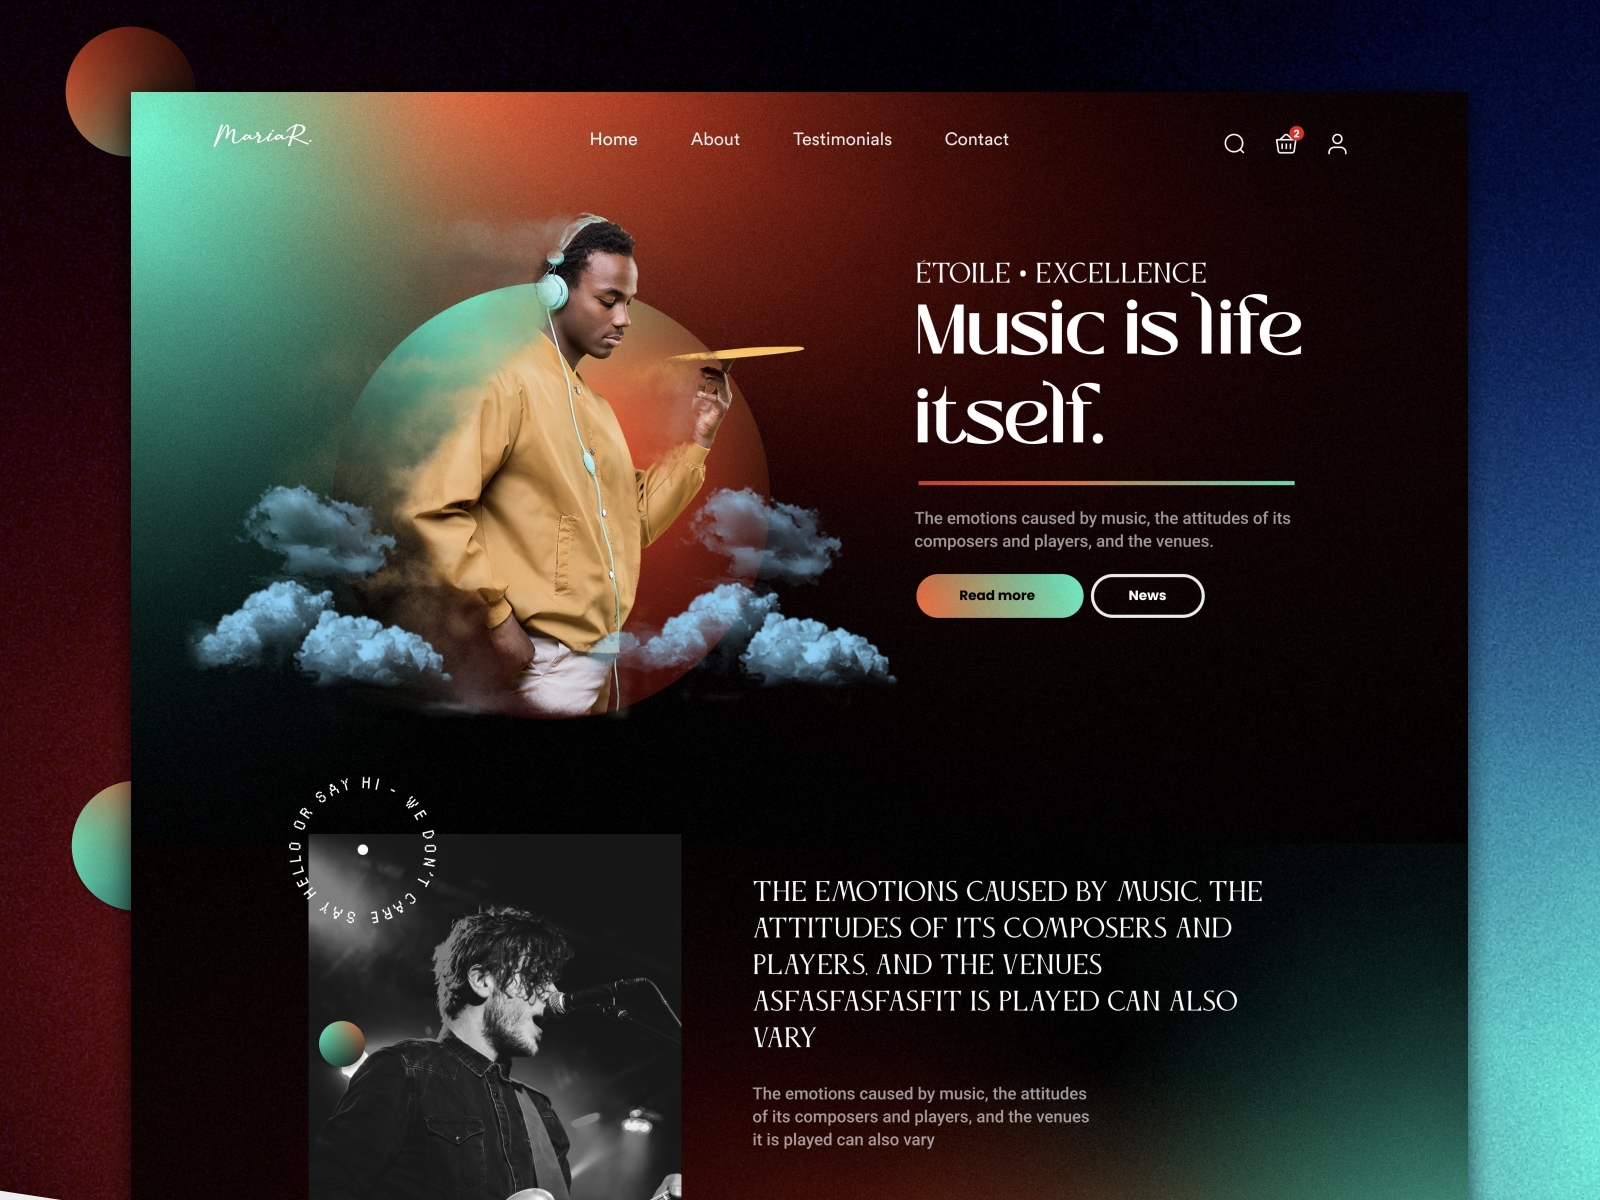 MariaR.
Home
About
Testimonials
Contact
2
ÉTOILE • EXCELLENCE
Music is life
itself.
The emotions caused by music, the attitudes of its
composers and players, and the venues.
Read more
News
SAY HELLO OR SAY HI - WE DON'T CARE
THE EMOTIONS CAUSED BY MUSIC, THE
ATTITUDES OF ITS COMPOSERS AND
PLAYERS, AND THE VENUES
ASFASFASFASFIT IS PLAYED CAN ALSO
VARY
The emotions caused by music, the attitudes
of its composers and players, and the venues
it is played can also vary